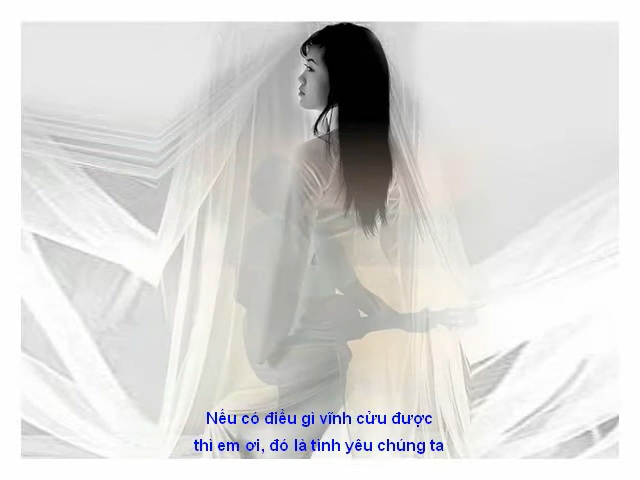 Nếu có điều gì vĩnh cửu được
thì em ơi, đó là tình yêu chúng ta